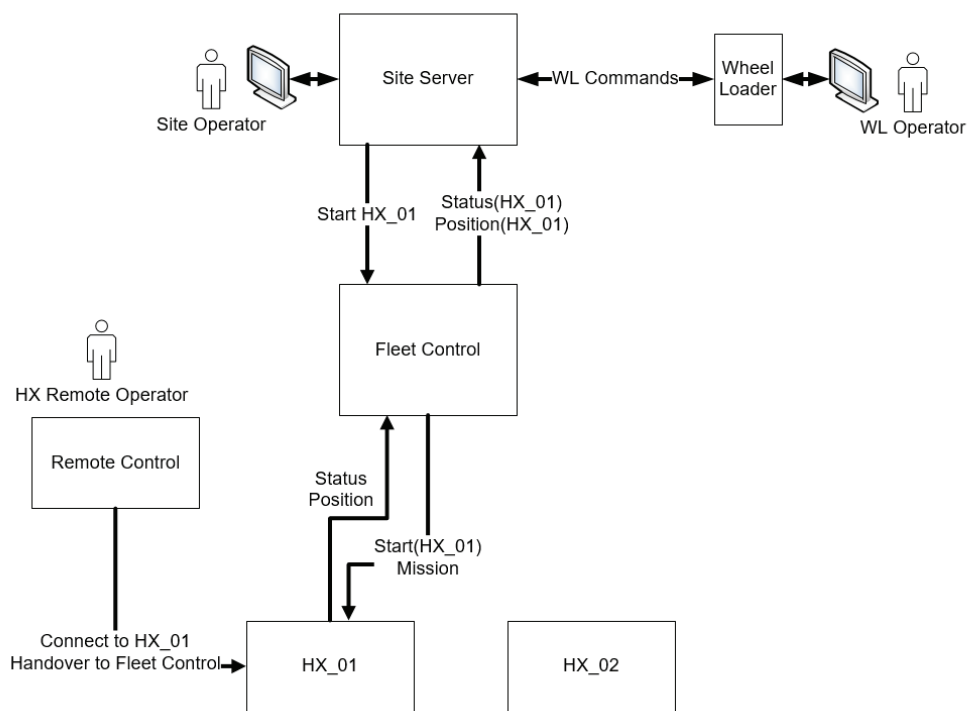 Site Operator
Site Server
WL Commands
Wheel
Loader
WL Operator
Start HX_01
Status(HX_01)
Position(HX_01)
Fleet Control
HX Remote Operator
Remote Control
Status
Position
Start(HX_01)
Mission
Connect to HX_01
Handover to Fleet Control
HX_01
HX_02